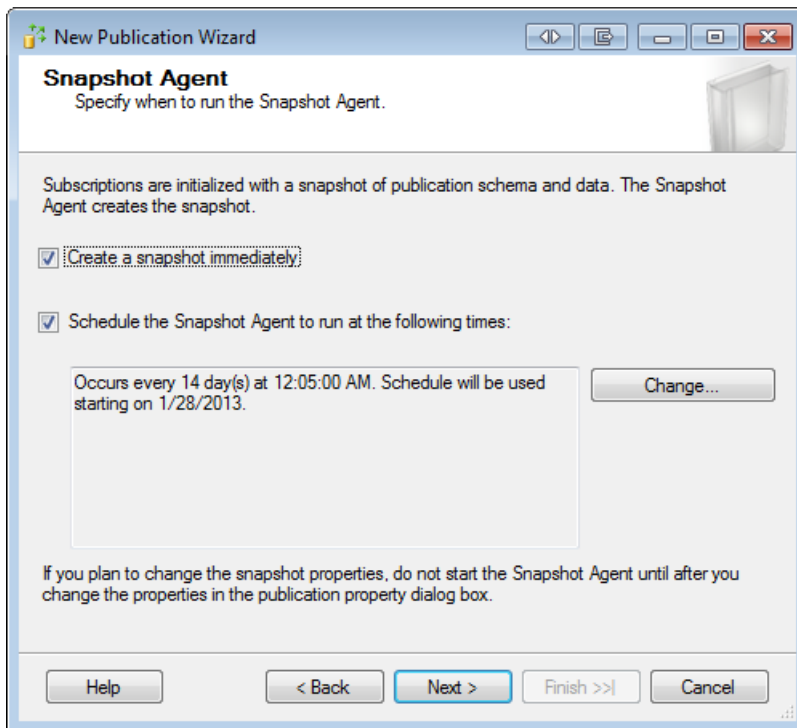 New Publication Wizard
Snapshot Agent
Specify when to run the Snapshot Agent.
Subscriptions are initialized with a snapshot of publication schema and data. The Snapshot
Agent creates the snapshot.
Create a snapshot immediately
Schedule the Snapshot Agent to run at the following times:
Occurs every 14 day(s) at 12:05:00 AM. Schedule will be used
starting on 1/28/2013.
Change...
If you plan to change the snapshot properties, do not start the Snapshot Agent until after you
change the properties in the publication property dialog box.
Help
< Back
Next >
Finish >>|
Cancel